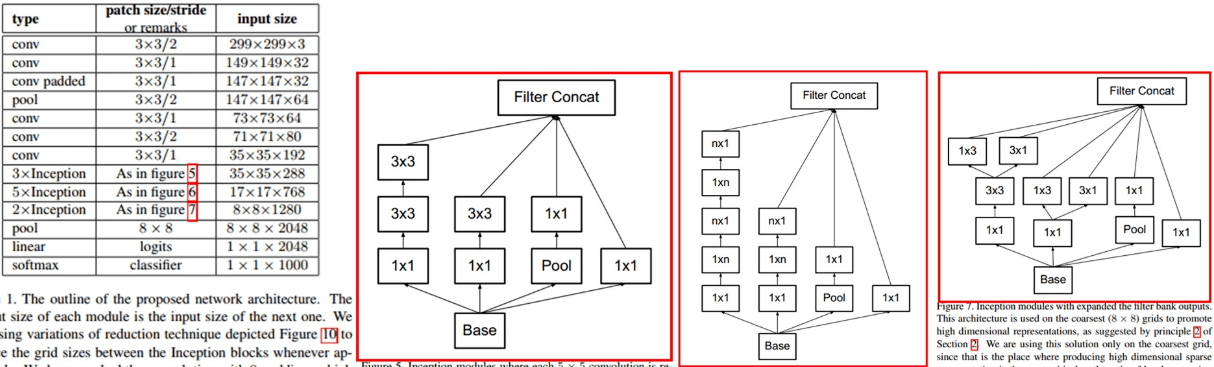 type patch size/stride or remarks input size
conv 3×3/2 299×299×3
conv 3×3/1 149×149×32
conv padded 3×3/1 147×147×32
pool 3×3/2 147×147×64
conv 3×3/1 73×73×64
conv 3×3/2 71×71×80
conv 3×3/1 35×35×192
3×Inception As in figure 5 35×35×288
5×Inception As in figure 6 17×17×768
2×Inception As in figure 7 8×8×1280
pool 8 × 8 8 × 8 × 2048
linear logits 1 × 1 × 2048
softmax classifier 1 × 1 × 1000
1. The outline of the proposed network architecture. The
size of each module is the input size of the next one. We
variations of reduction technique depicted Figure 10 to
the grid sizes between the Inception blocks whenever ap-
Filter Concat
3x3
3x3 3x3 1x1
1x1 1x1 Pool 1x1
Base
Figure 5. Inception modules where each 5 × 5 convolution is re-
Filter Concat
nx1
1xn
nx1 nx1
1xn 1xn 1x1
1x1 1x1 Pool 1x1
Base
Filter Concat
1x3 3x1
3x3 1x3 3x1 1x1
1x1 1x1 Pool 1x1
Base
Figure 7. Inception modules with expanded the filter bank outputs.
This architecture is used on the coarsest (8 × 8) grids to promote
high dimensional representations, as suggested by principle 2 of
Section 2. We are using this solution only on the coarsest grid,
since that is the place where producing high dimensional sparse